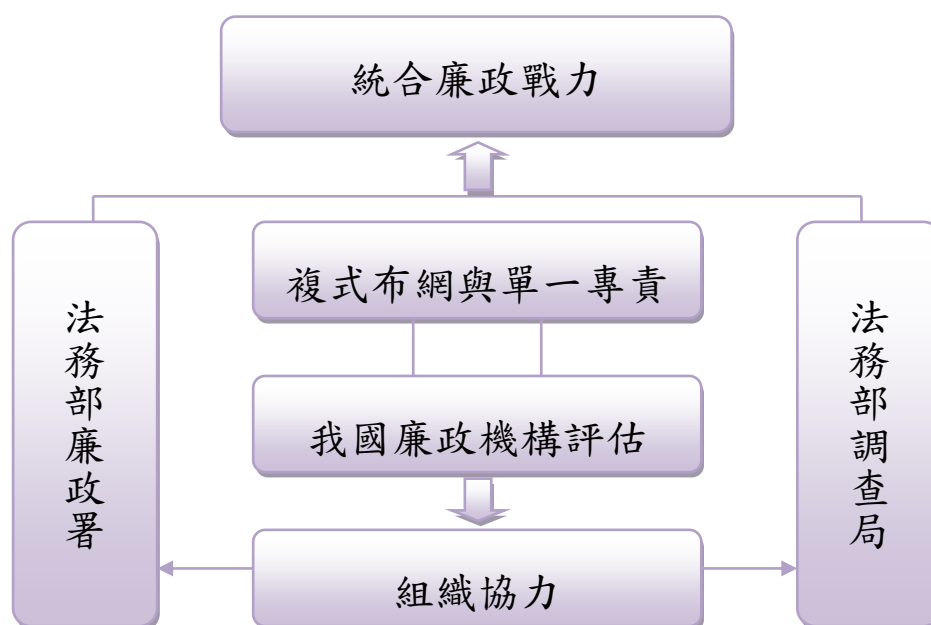 統合廉政戰力
複式布網與單一專責
法務部廉政署
我國廉政機構評估
法務部調查局
組織協力